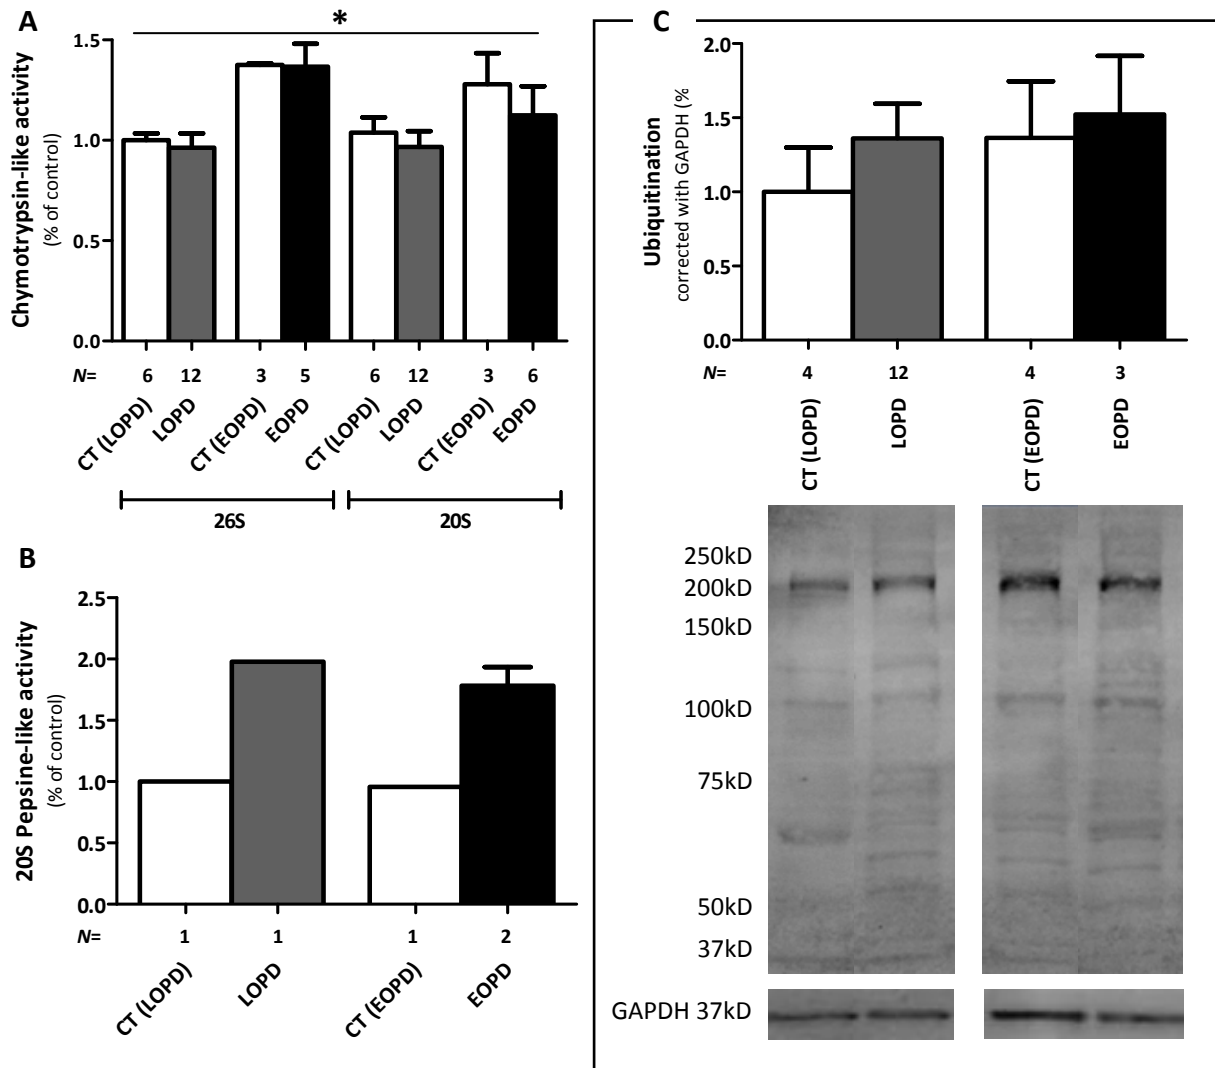 A
*
Chymotrypsin-like activity
(% of control)
1.5
1.0
0.5
0.0
N=
6 12 3 5 6 12 3 6
CT (LOPD) LOPD CT (EOPD) EOPD CT (LOPD) LOPD CT (EOPD) EOPD
26S 20S
B
20S Pepsine-like activity
(% of control)
2.5
2.0
1.5
1.0
0.5
0.0
N= 1 1 1 2
CT (LOPD) LOPD CT (EOPD) EOPD
C
Ubiquitination
corrected with GAPDH (%
2.0
1.5
1.0
0.5
0.0
N= 4 12 4 3
CT (LOPD) LOPD CT (EOPD) EOPD
250kD
200kD
150kD
100kD
75kD
50kD
37kD
GAPDH 37kD